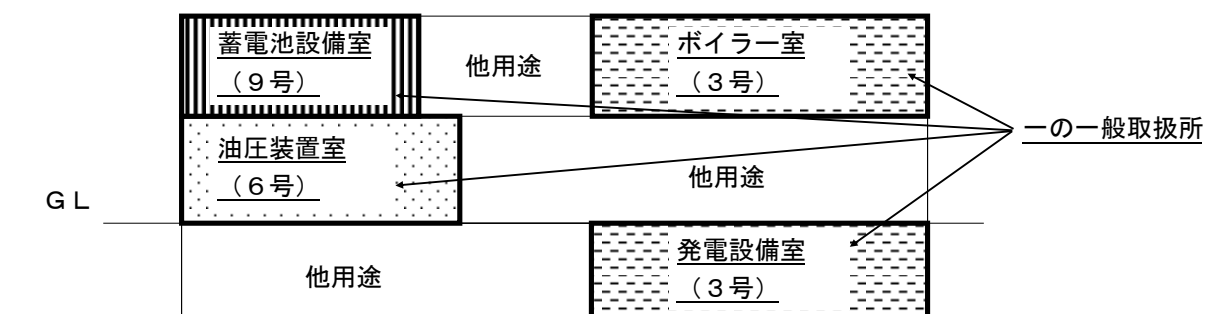 蓄電池設備室
（９号）
他用途
ボイラー室
（３号）
一の一般取扱所
油圧装置室
（６号）
他用途
ＧＬ
他用途
発電設備室
（３号）